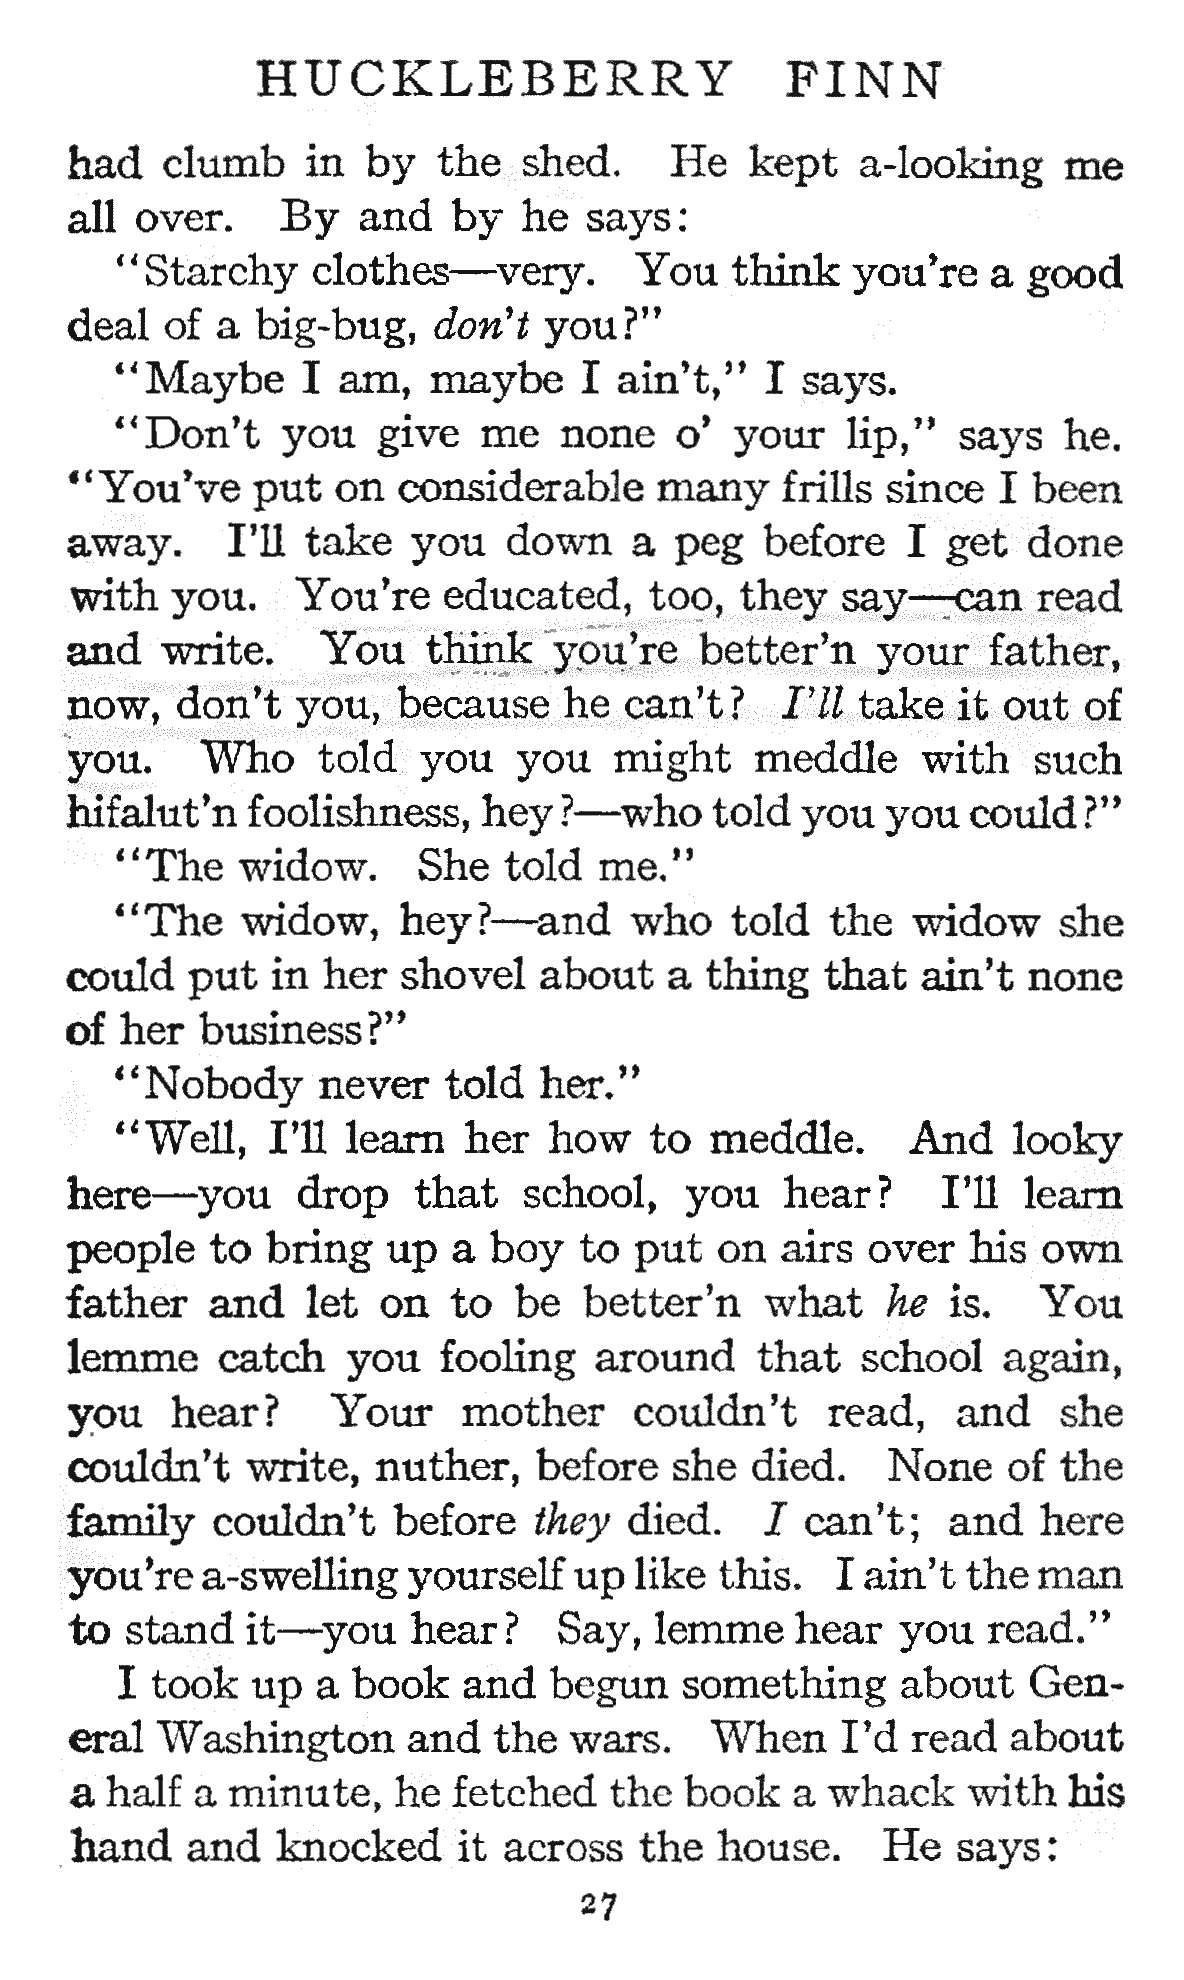 HUCKLEBERRY FINN
had clumb in by the shed. He kept a-looking me
all over. By and by he says:
“Starchy clothes—very. You think you’re a good
deal of a big-bug, don’t you?”
“Maybe I am, maybe I ain’t,” I says.
“Don’t you give me none o’ your lip,” says he.
“You’ve put on considerable many frills since I been
away. I’ll take you down a peg before I get done
with you. You’re educated, too, they say—can read
and write. You think you’re better’n your father,
now, don’t you, because he can’t? I’ll take it out of
you. Who told you you might meddle with such
hifalut’n foolishness, hey?—who told you you could?”
“The widow. She told me.”
“The widow, hey?—and who told the widow she
could put in her shovel about a thing that ain’t none
of her business?”
“Nobody never told her.”
“Well, I’ll learn her how to meddle. And looky
here—you drop that school, you hear? I’ll learn
people to bring up a boy to put on airs over his own
father and let on to be better’n what he is. You
lemme catch you fooling around that school again,
you hear? Your mother couldn’t read, and she
couldn’t write, nuther, before she died. None of the
family couldn’t before they died. I can’t; and here
you’re a-swelling yourself up like this. I ain’t the man
to stand it—you hear? Say, lemme hear you read.”
I took up a book and begun something about Gen-
eral Washington and the wars. When I’d read about
a half a minute, he fetched the book a whack with his
hand and knocked it across the house. He says:
27